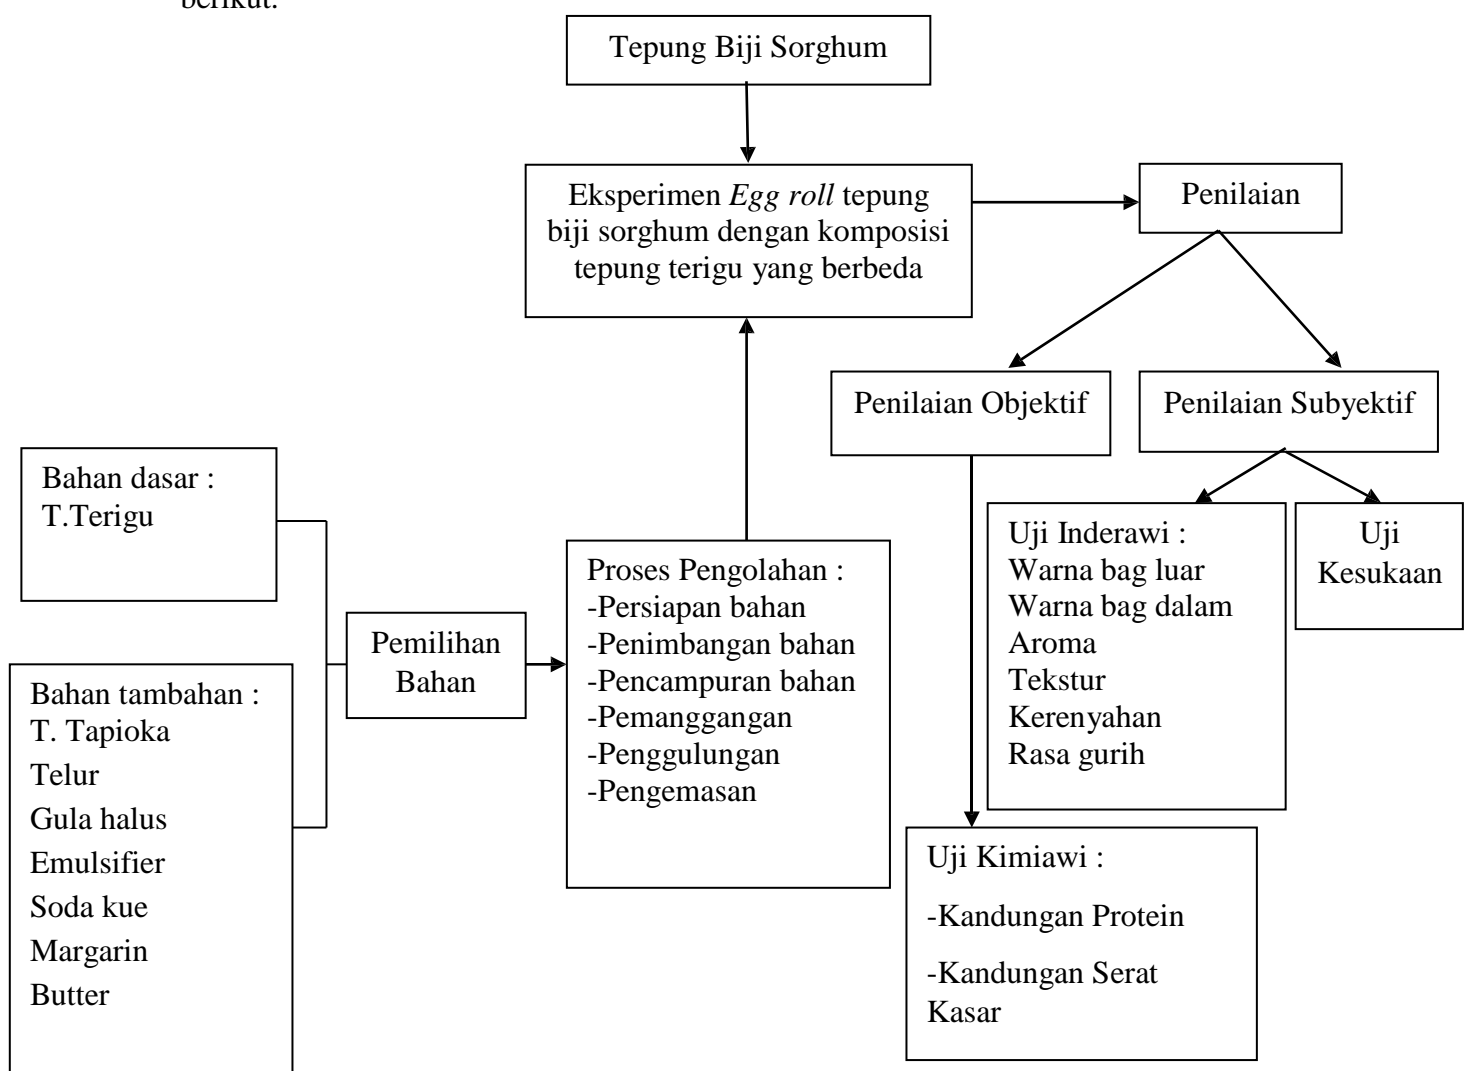 berikut.
Tepung Biji Sorghum
Eksperimen Egg roll tepung
biji sorghum dengan komposisi
tepung terigu yang berbeda
Penilaian
Penilaian Objektif
Penilaian Subyektif
Bahan dasar :
T.Terigu
Bahan tambahan :
T. Tapioka
Telur
Gula halus
Emulsifier
Soda kue
Margarin
Butter
Pemilihan
Bahan
Proses Pengolahan :
-Persiapan bahan
-Penimbangan bahan
-Pencampuran bahan
-Pemanggangan
-Penggulungan
-Pengemasan
Uji Inderawi :
Warna bag luar
Warna bag dalam
Aroma
Tekstur
Kerenyahan
Rasa gurih
Uji
Kesukaan
Uji Kimiawi :
-Kandungan Protein
-Kandungan Serat
Kasar